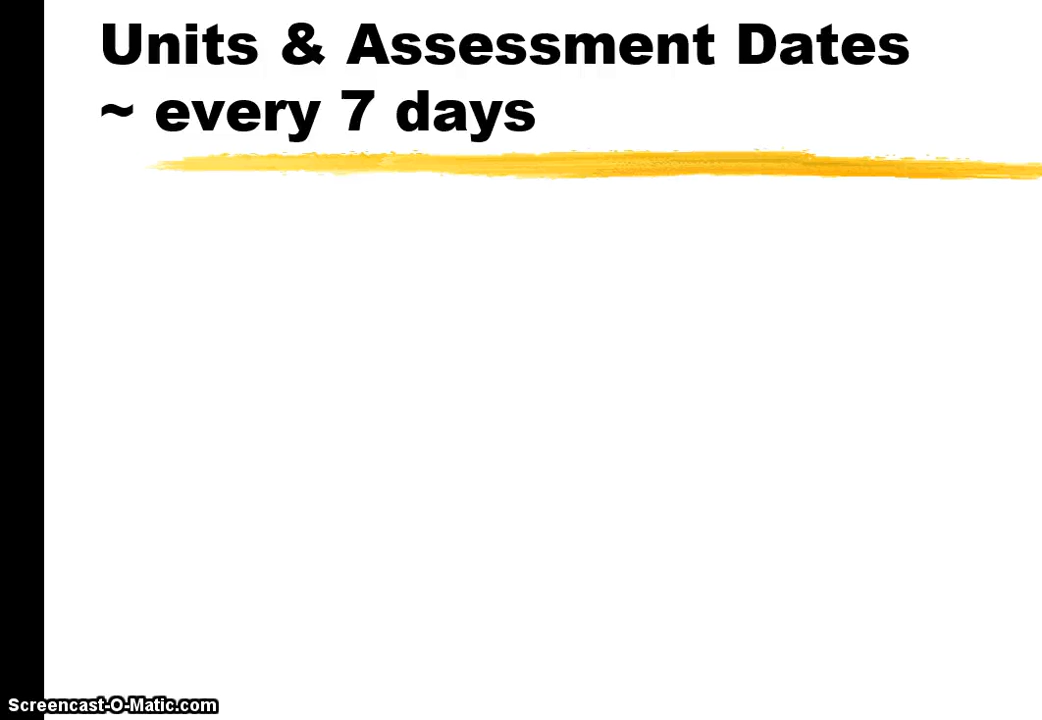 Units & Assessment Dates
~ every 7 days
Screencast-O-Matic.com